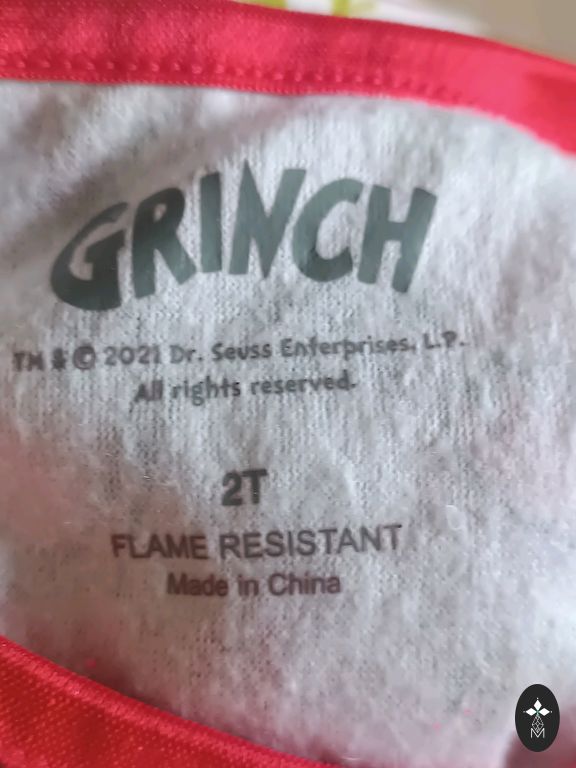 GRINCH
TM & © 2021 Dr. Seuss Enterprises, L.P.
All rights reserved.
2T
FLAME RESISTANT
Made in China
M